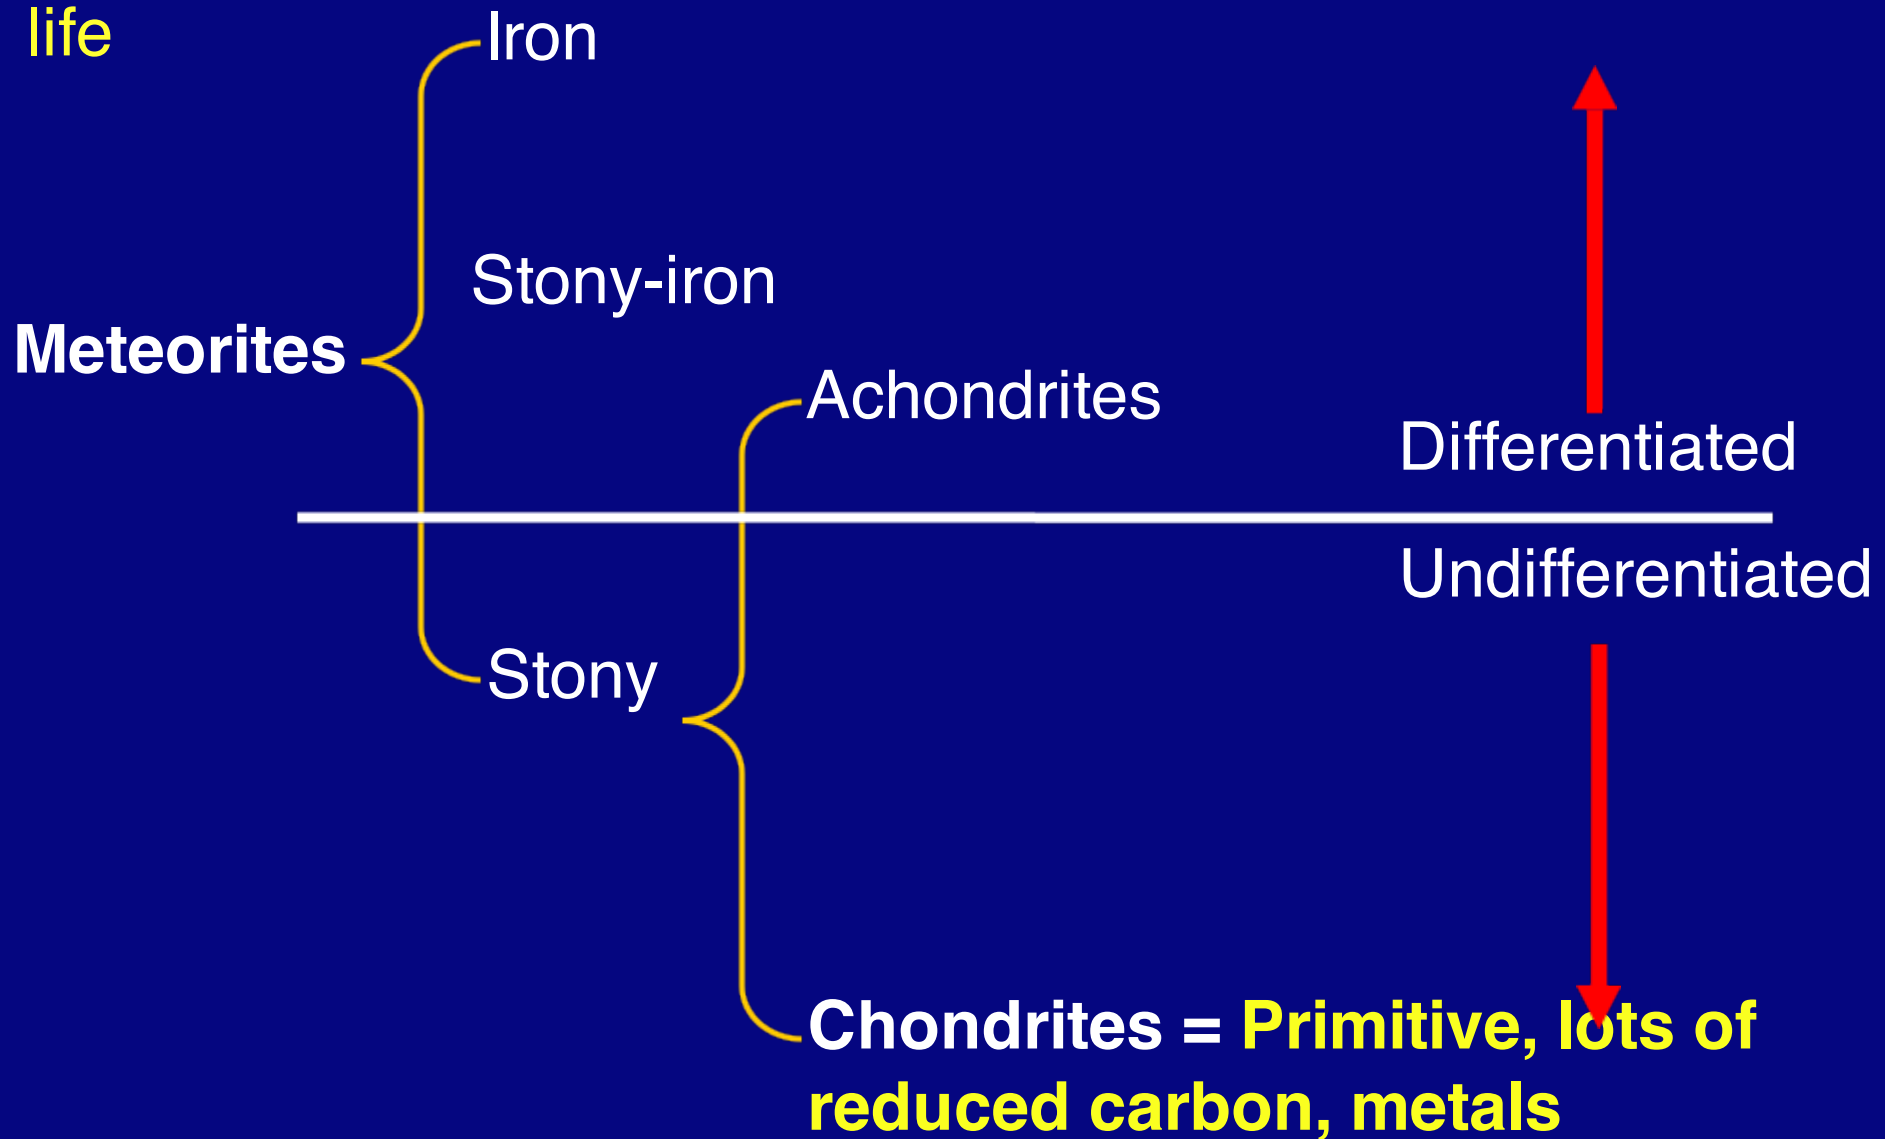 life
Iron
Stony-iron
Meteorites
Achondrites
Differentiated
Undifferentiated
Stony
Chondrites = Primitive, lots of
reduced carbon, metals